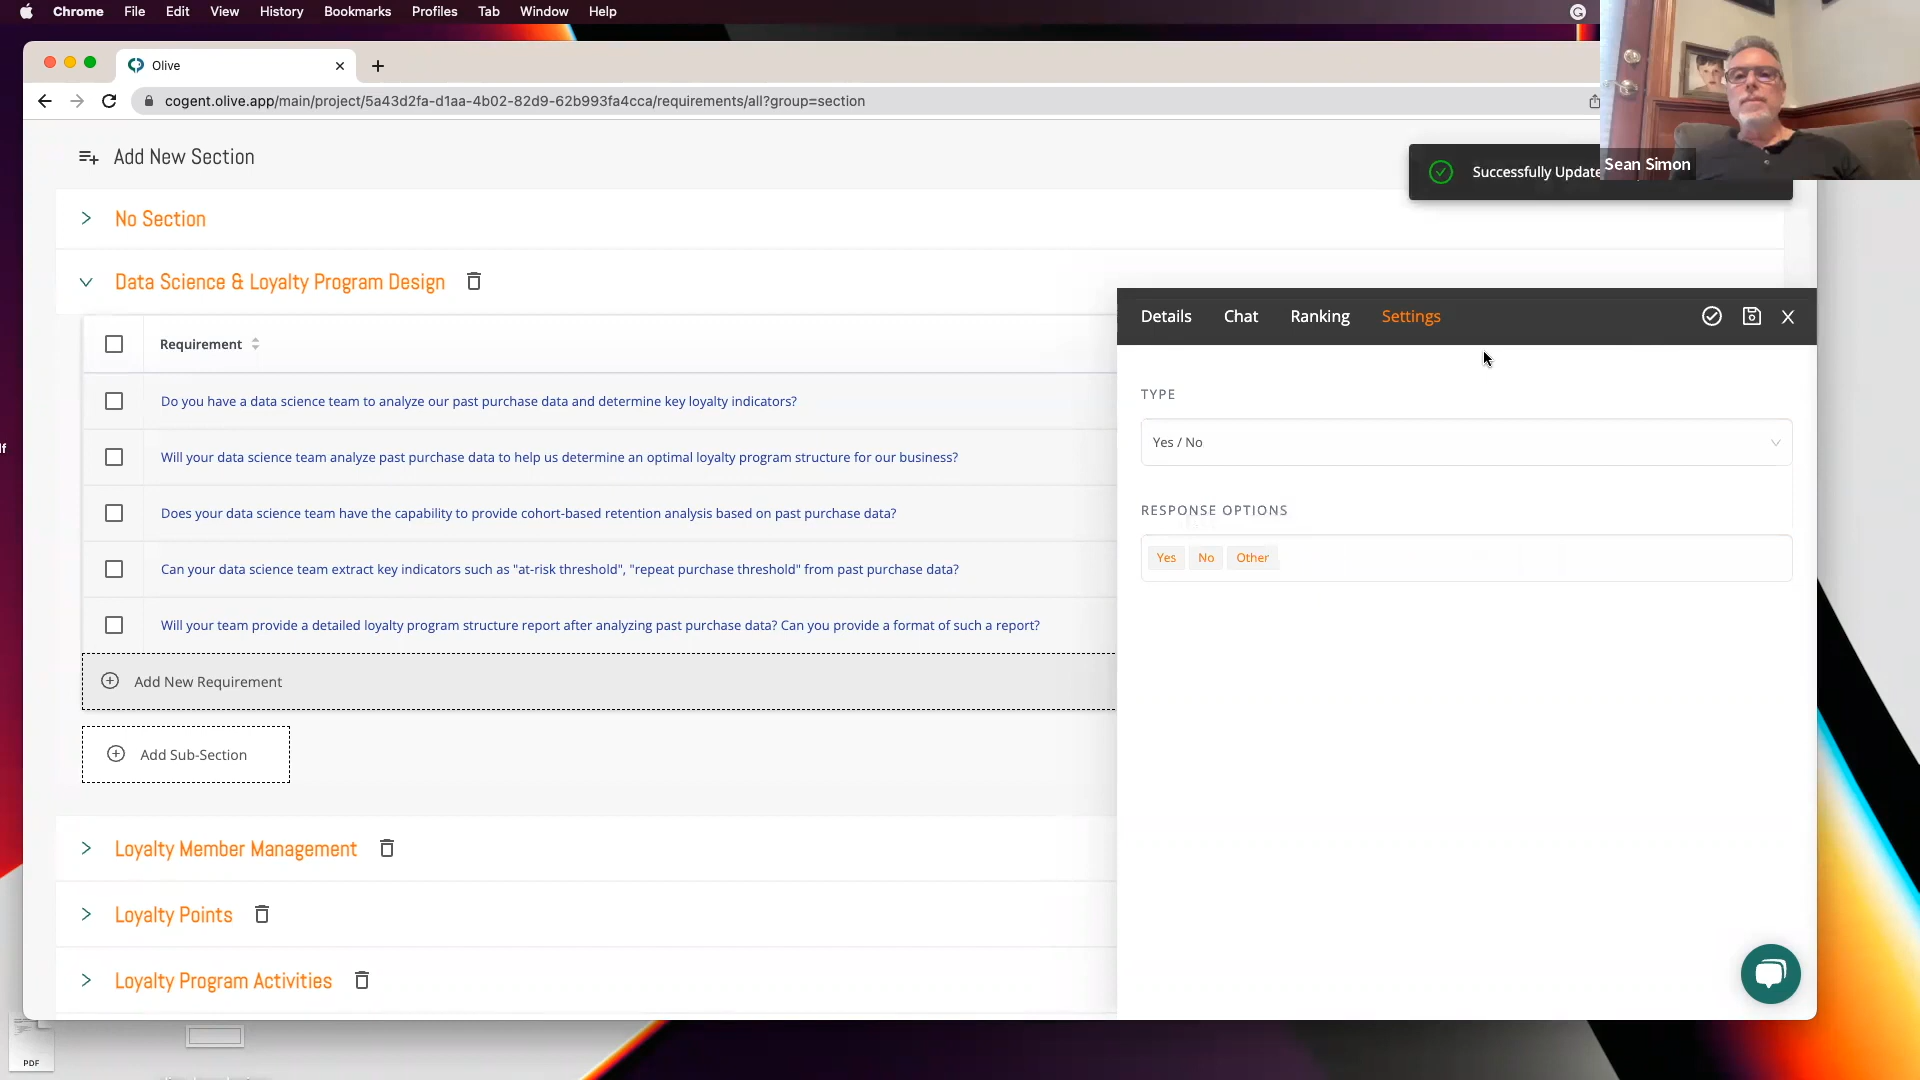 Chrome File Edit View History Bookmarks Profiles Tab Window Help
Olive
cogent.olive.app/main/project/5a43d2fa-d1aa-4b02-82d9-62b993fa4cca/requirements/all?group=section
Add New Section
Successfully Update
Sean Simon
No Section
Data Science & Loyalty Program Design
Details Chat Ranking Settings
Requirement
TYPE
Do you have a data science team to analyze our past purchase data and determine key loyalty indicators?
Yes / No
Will your data science team analyze past purchase data to help us determine an optimal loyalty program structure for our business?
RESPONSE OPTIONS
Does your data science team have the capability to provide cohort-based retention analysis based on past purchase data?
Yes No Other
Can your data science team extract key indicators such as "at-risk threshold", "repeat purchase threshold" from past purchase data?
Will your team provide a detailed loyalty program structure report after analyzing past purchase data? Can you provide a format of such a report?
Add New Requirement
Add Sub-Section
Loyalty Member Management
Loyalty Points
Loyalty Program Activities
PDF